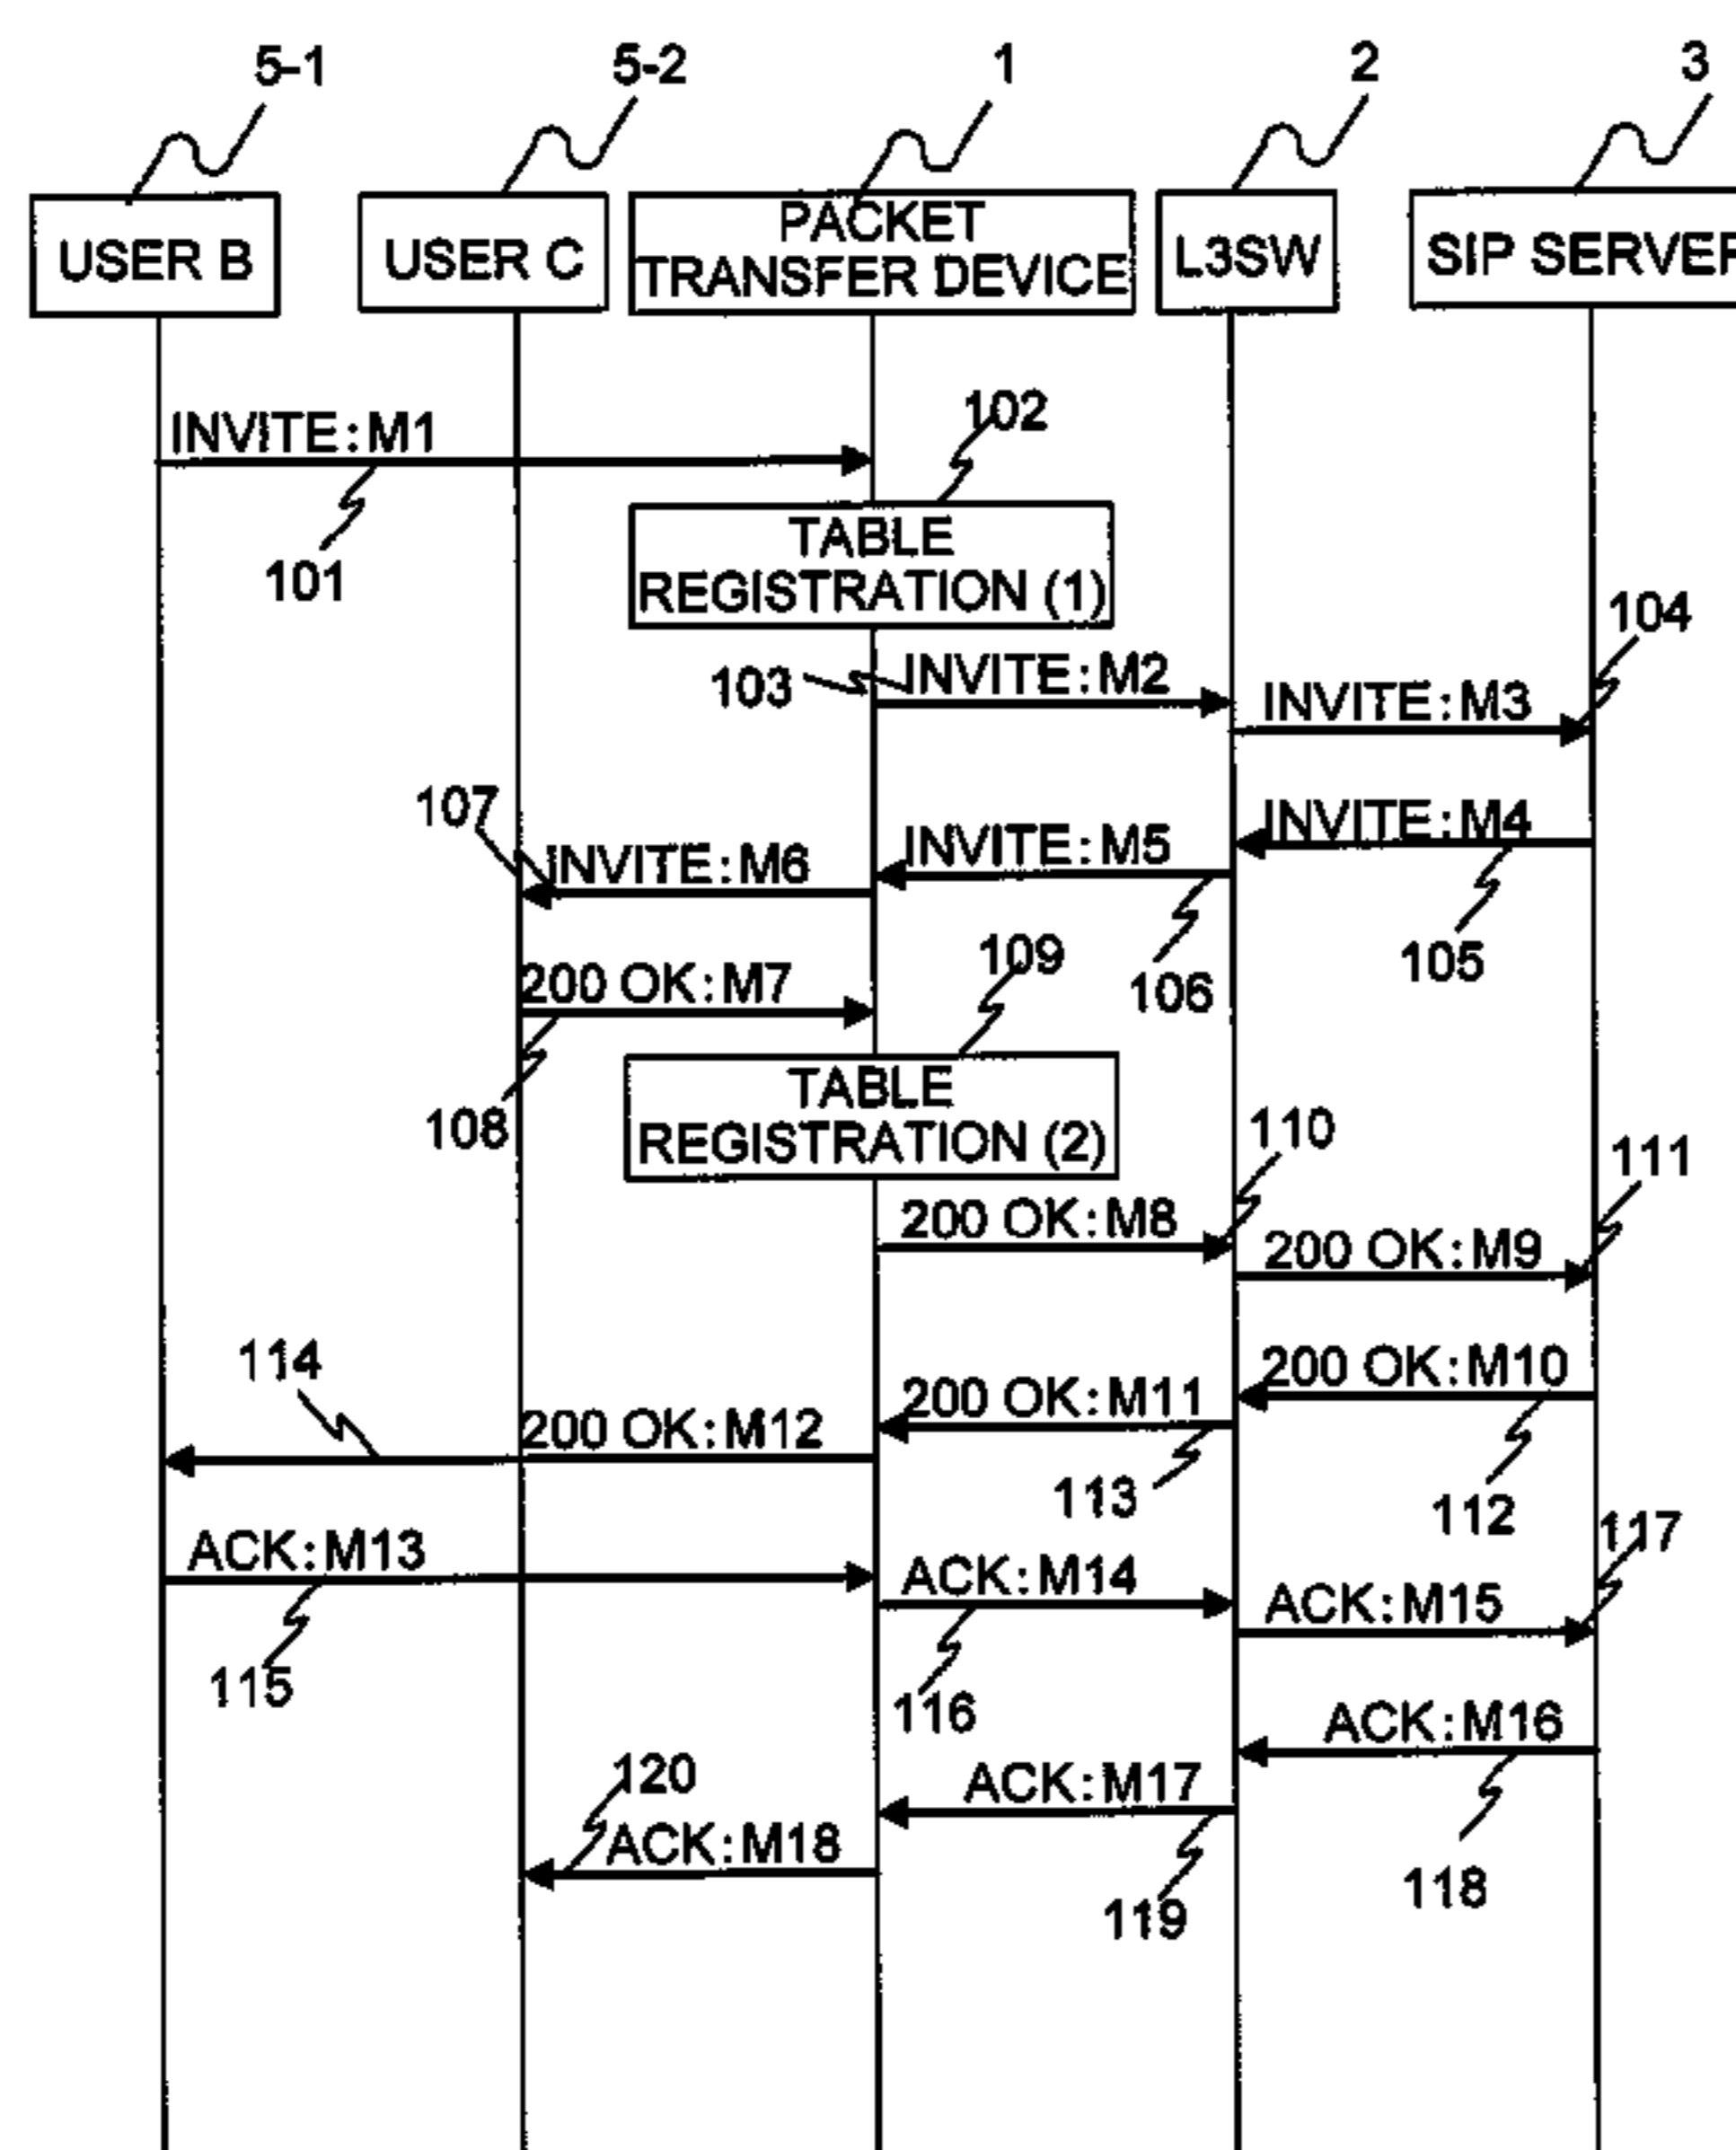 5-1
5-2
1
2
3
USER B
USER C
PACKET
TRANSFER DEVICE
L3SW
SIP SERVER
INVITE:M1
101
102
TABLE
REGISTRATION (1)
103
INVITE:M2
104
INVITE:M3
INVITE:M4
105
INVITE:M5
106
107
INVITE:M6
200 OK:M7
108
109
TABLE
REGISTRATION (2)
110
200 OK:M8
111
200 OK:M9
200 OK:M10
112
200 OK:M11
113
114
200 OK:M12
ACK:M13
115
ACK:M14
116
117
ACK:M15
ACK:M16
118
ACK:M17
119
120
ACK:M18